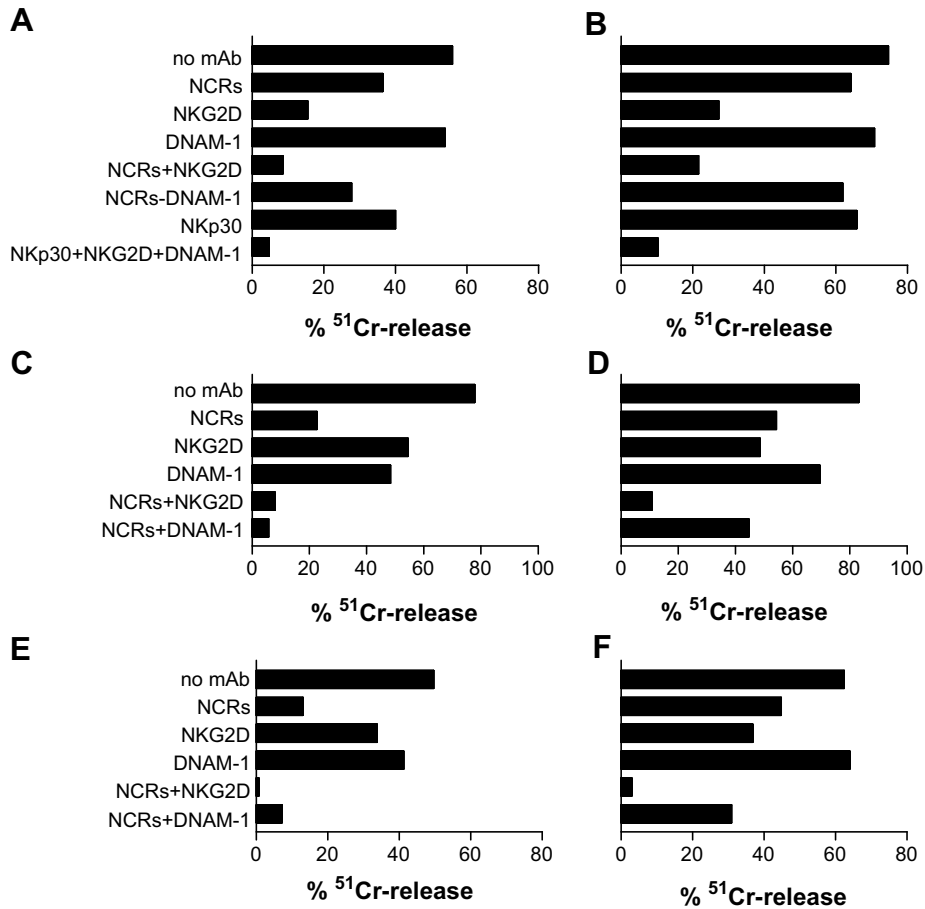 A
no mAb
NCRs
NKG2D
DNAM-1
NCRs+NKG2D
NCRs-DNAM-1
NKp30
NKp30+NKG2D+DNAM-1
0 20 40 60 80
% ⁵¹Cr-release
B
0 20 40 60 80
% ⁵¹Cr-release
C
no mAb
NCRs
NKG2D
DNAM-1
NCRs+NKG2D
NCRs+DNAM-1
0 20 40 60 80 100
% ⁵¹Cr-release
D
0 20 40 60 80 100
% ⁵¹Cr-release
E
no mAb
NCRs
NKG2D
DNAM-1
NCRs+NKG2D
NCRs+DNAM-1
0 20 40 60 80
% ⁵¹Cr-release
F
0 20 40 60 80
% ⁵¹Cr-release